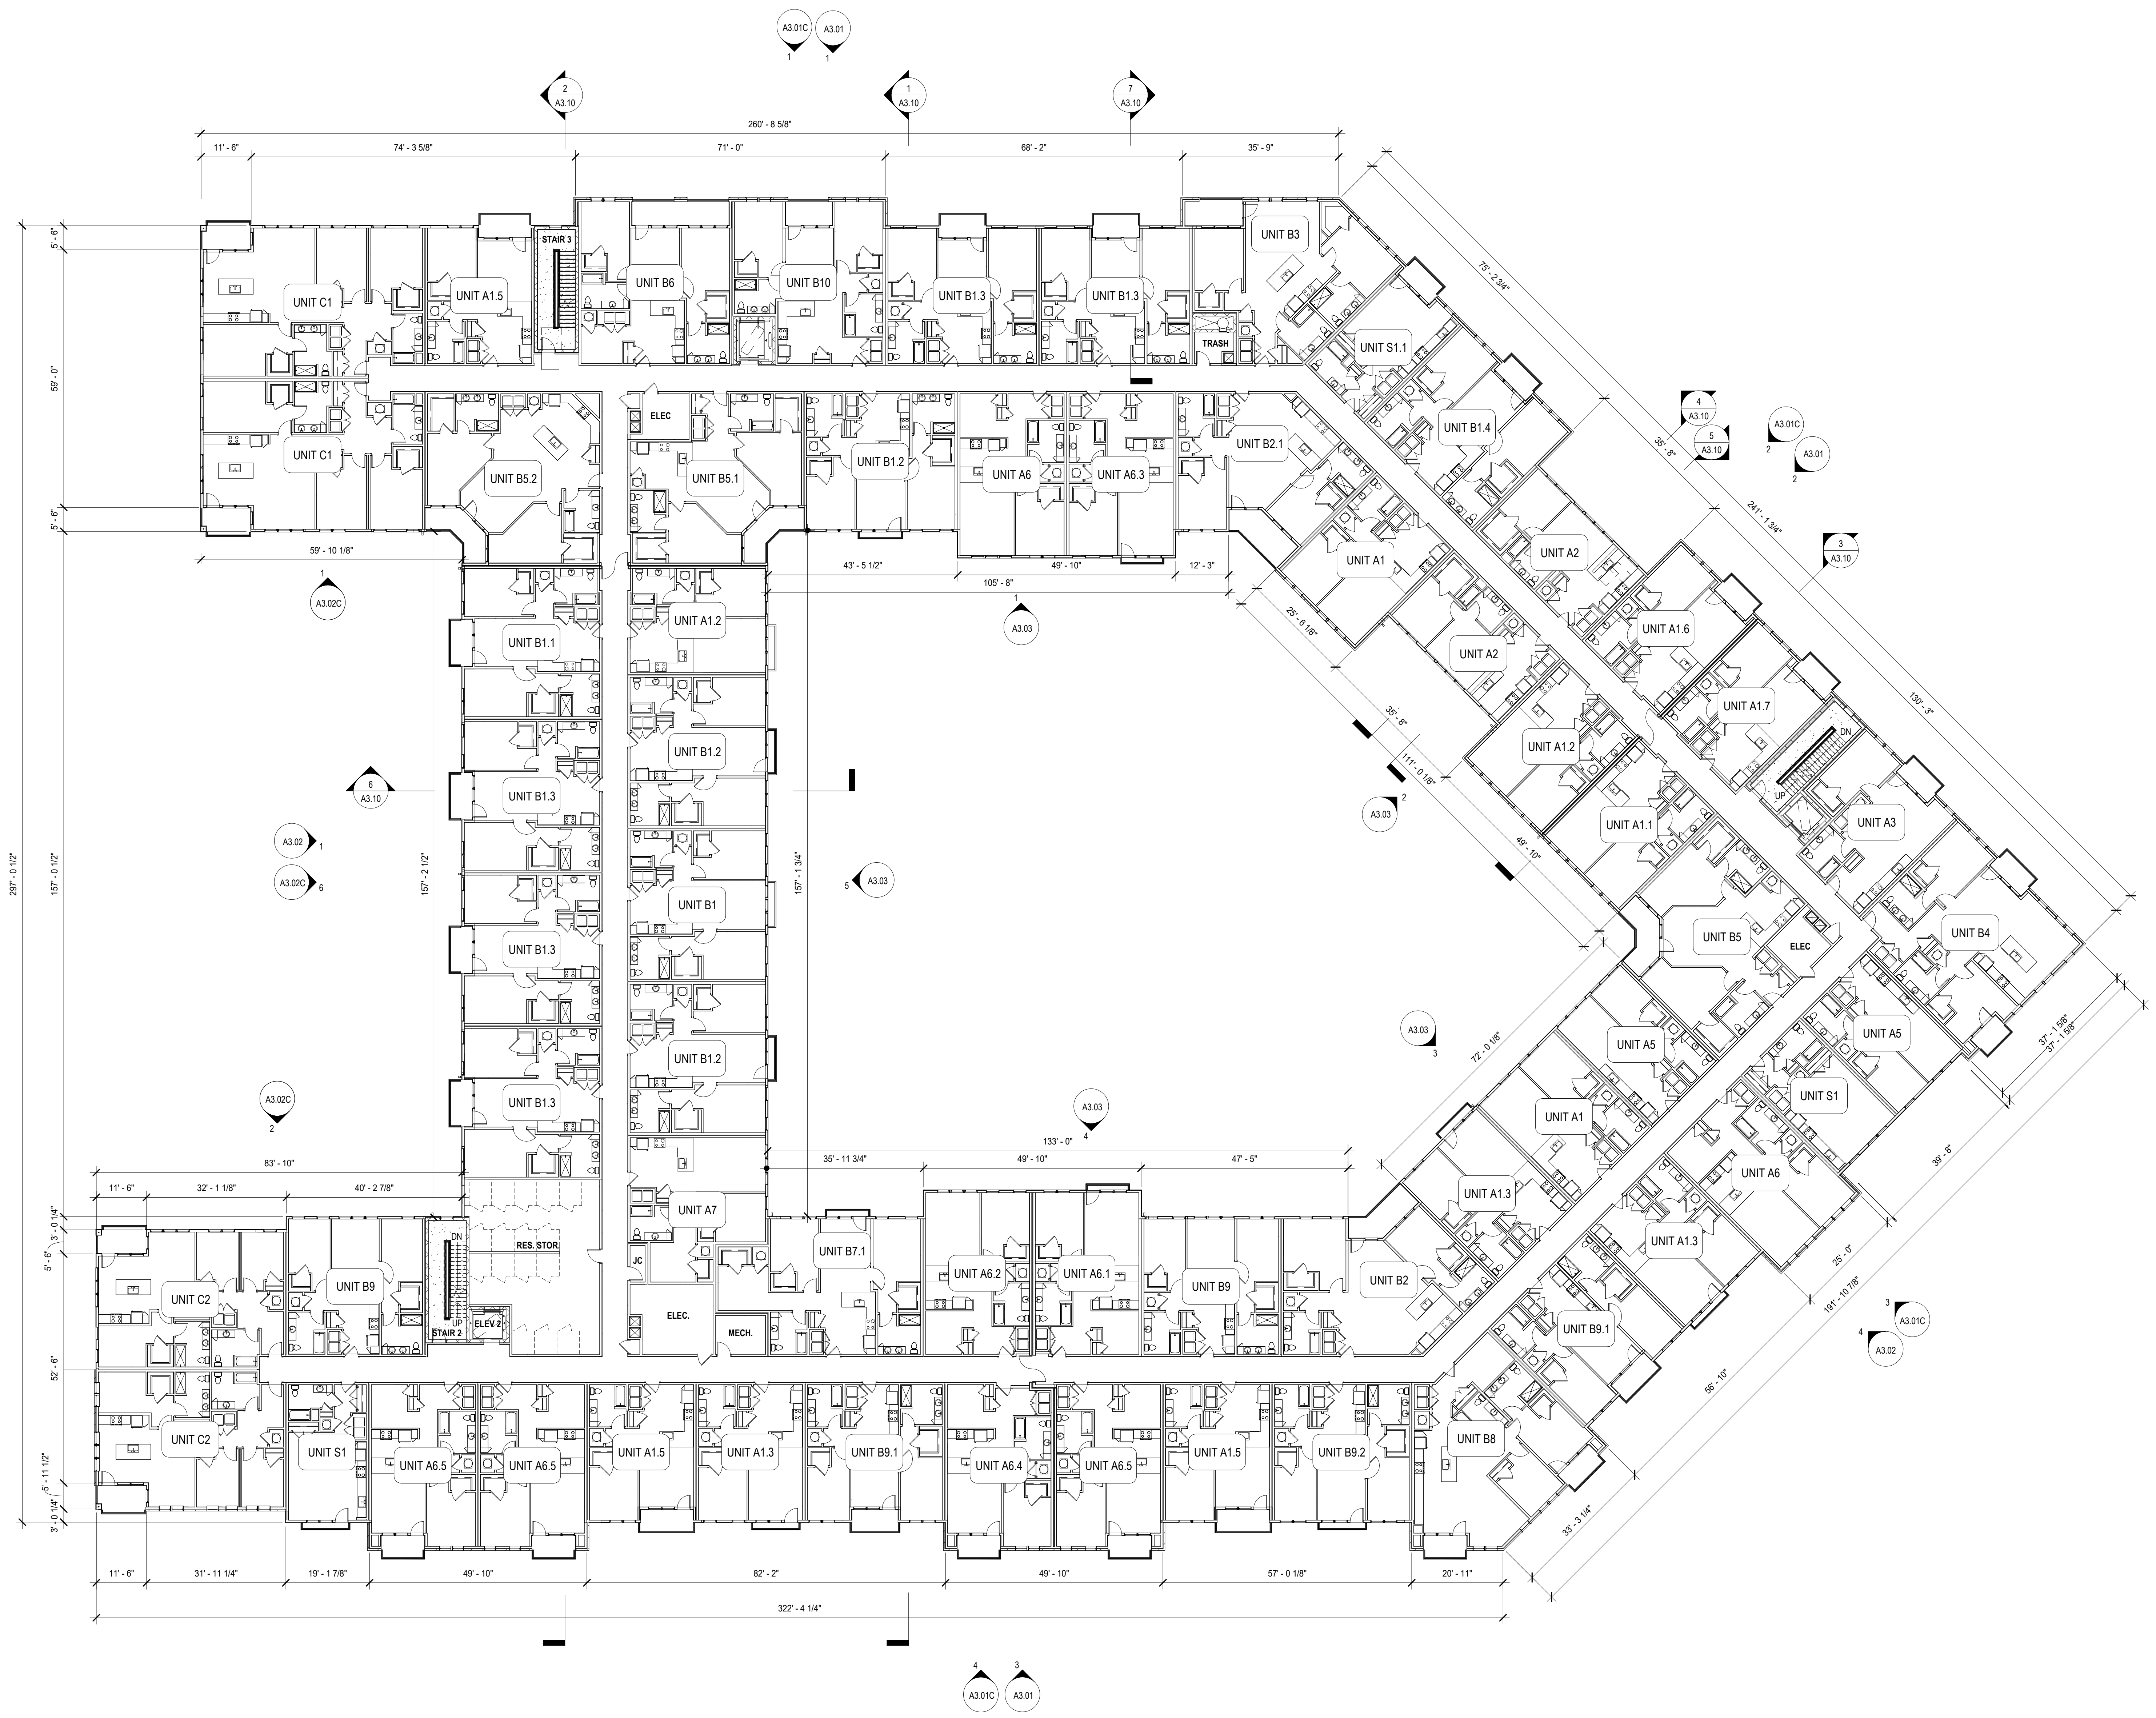 A3.01C
A3.01
1
1
2
A3.10
1
A3.10
7
A3.10
260' - 8 5/8"
11' - 6"
74' - 3 5/8"
71' - 0"
68' - 2"
35' - 9"
5' - 6"
59' - 0"
5' - 6"
297' - 0 1/2"
157' - 0 1/2"
UNIT C1
UNIT A1.5
STAIR 3
UNIT B6
UNIT B10
UNIT B1.3
UNIT B1.3
TRASH
UNIT B3
UNIT S1.1
UNIT B1.4
75' - 2 3/4"
35' - 8"
241' - 1 3/4"
130' - 3"
4
A3.10
5
A3.10
A3.01C
2
A3.01
2
3
A3.10
UNIT C1
UNIT B5.2
ELEC
UNIT B5.1
UNIT B1.2
UNIT A6
UNIT A6.3
UNIT B2.1
UNIT A1
UNIT A2
UNIT A2
UNIT A1.6
UNIT A1.2
UNIT A1.7
DN
UP
UNIT A1.1
UNIT A3
UNIT B5
ELEC
UNIT B4
59' - 10 1/8"
1
A3.02C
43' - 5 1/2"
49' - 10"
12' - 3"
105' - 8"
1
A3.03
25' - 6 1/8"
35' - 8"
111' - 0 1/8"
49' - 10"
2
A3.03
UNIT B1.1
UNIT A1.2
UNIT B1.2
UNIT B1.3
UNIT B1
UNIT B1.3
UNIT B1.2
UNIT B1.3
UNIT A7
6
A3.10
A3.02
1
A3.02C
6
157' - 2 1/2"
157' - 1 3/4"
5
A3.03
A3.03
3
72' - 0 1/8"
UNIT A5
UNIT A5
UNIT S1
UNIT A1
UNIT A6
UNIT A1.3
UNIT A1.3
UNIT B9.1
37' - 1 5/8"
37' - 1 5/8"
39' - 8"
25' - 0"
191' - 10 7/8"
56' - 10"
33' - 3 1/4"
3
A3.01C
4
A3.02
A3.02C
2
A3.03
4
133' - 0"
35' - 11 3/4"
49' - 10"
47' - 5"
83' - 10"
11' - 6"
32' - 1 1/8"
40' - 2 7/8"
3' - 0 1/4"
5' - 6"
52' - 6"
5' - 11 1/2"
3' - 0 1/4"
UNIT C2
UNIT B9
DN
UP
STAIR 2
ELEV 2
RES. STOR.
JC
ELEC.
MECH.
UNIT B7.1
UNIT A6.2
UNIT A6.1
UNIT B9
UNIT B2
UNIT C2
UNIT S1
UNIT A6.5
UNIT A6.5
UNIT A1.5
UNIT A1.3
UNIT B9.1
UNIT A6.4
UNIT A6.5
UNIT A1.5
UNIT B9.2
UNIT B8
11' - 6"
31' - 11 1/4"
19' - 1 7/8"
49' - 10"
82' - 2"
49' - 10"
57' - 0 1/8"
20' - 11"
322' - 4 1/4"
4
A3.01C
3
A3.01